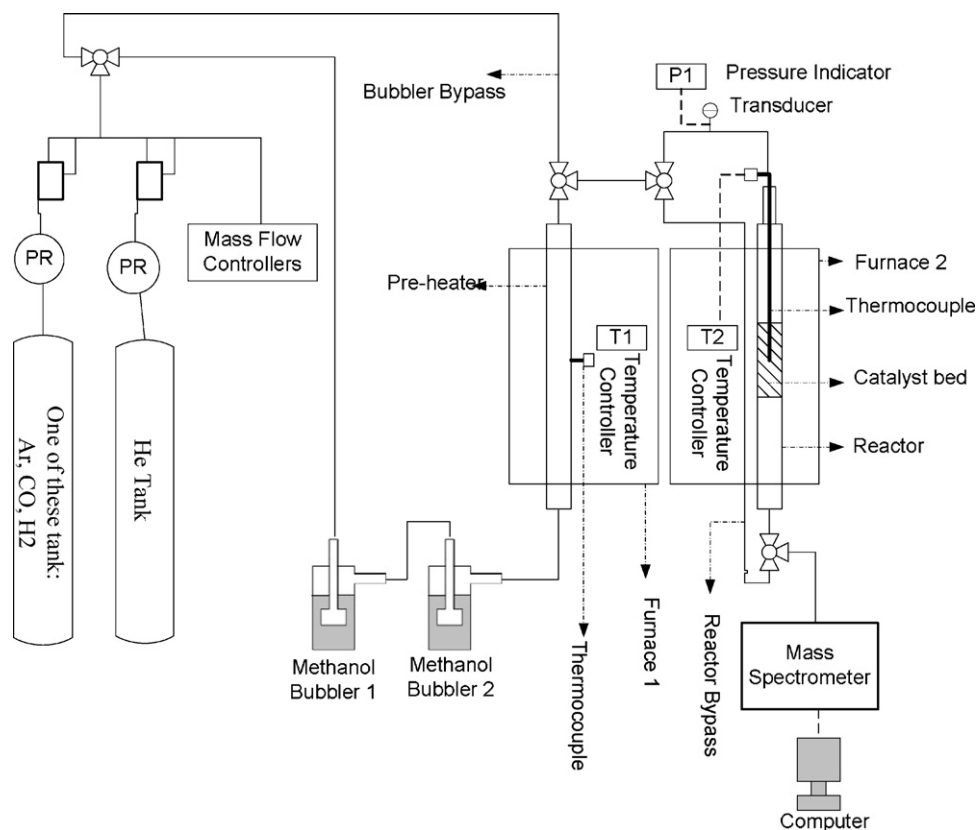 Bubbler Bypass
P1
Pressure Indicator
Transducer
Mass Flow
Controllers
PR
PR
Pre-heater
T1
Temperature
Controller
T2
Temperature
Controller
Furnace 2
Thermocouple
Catalyst bed
Reactor
One of these tank:
Ar, CO, H2
He Tank
Methanol
Bubbler 1
Methanol
Bubbler 2
Thermocouple
Furnace 1
Reactor Bypass
Mass
Spectrometer
Computer